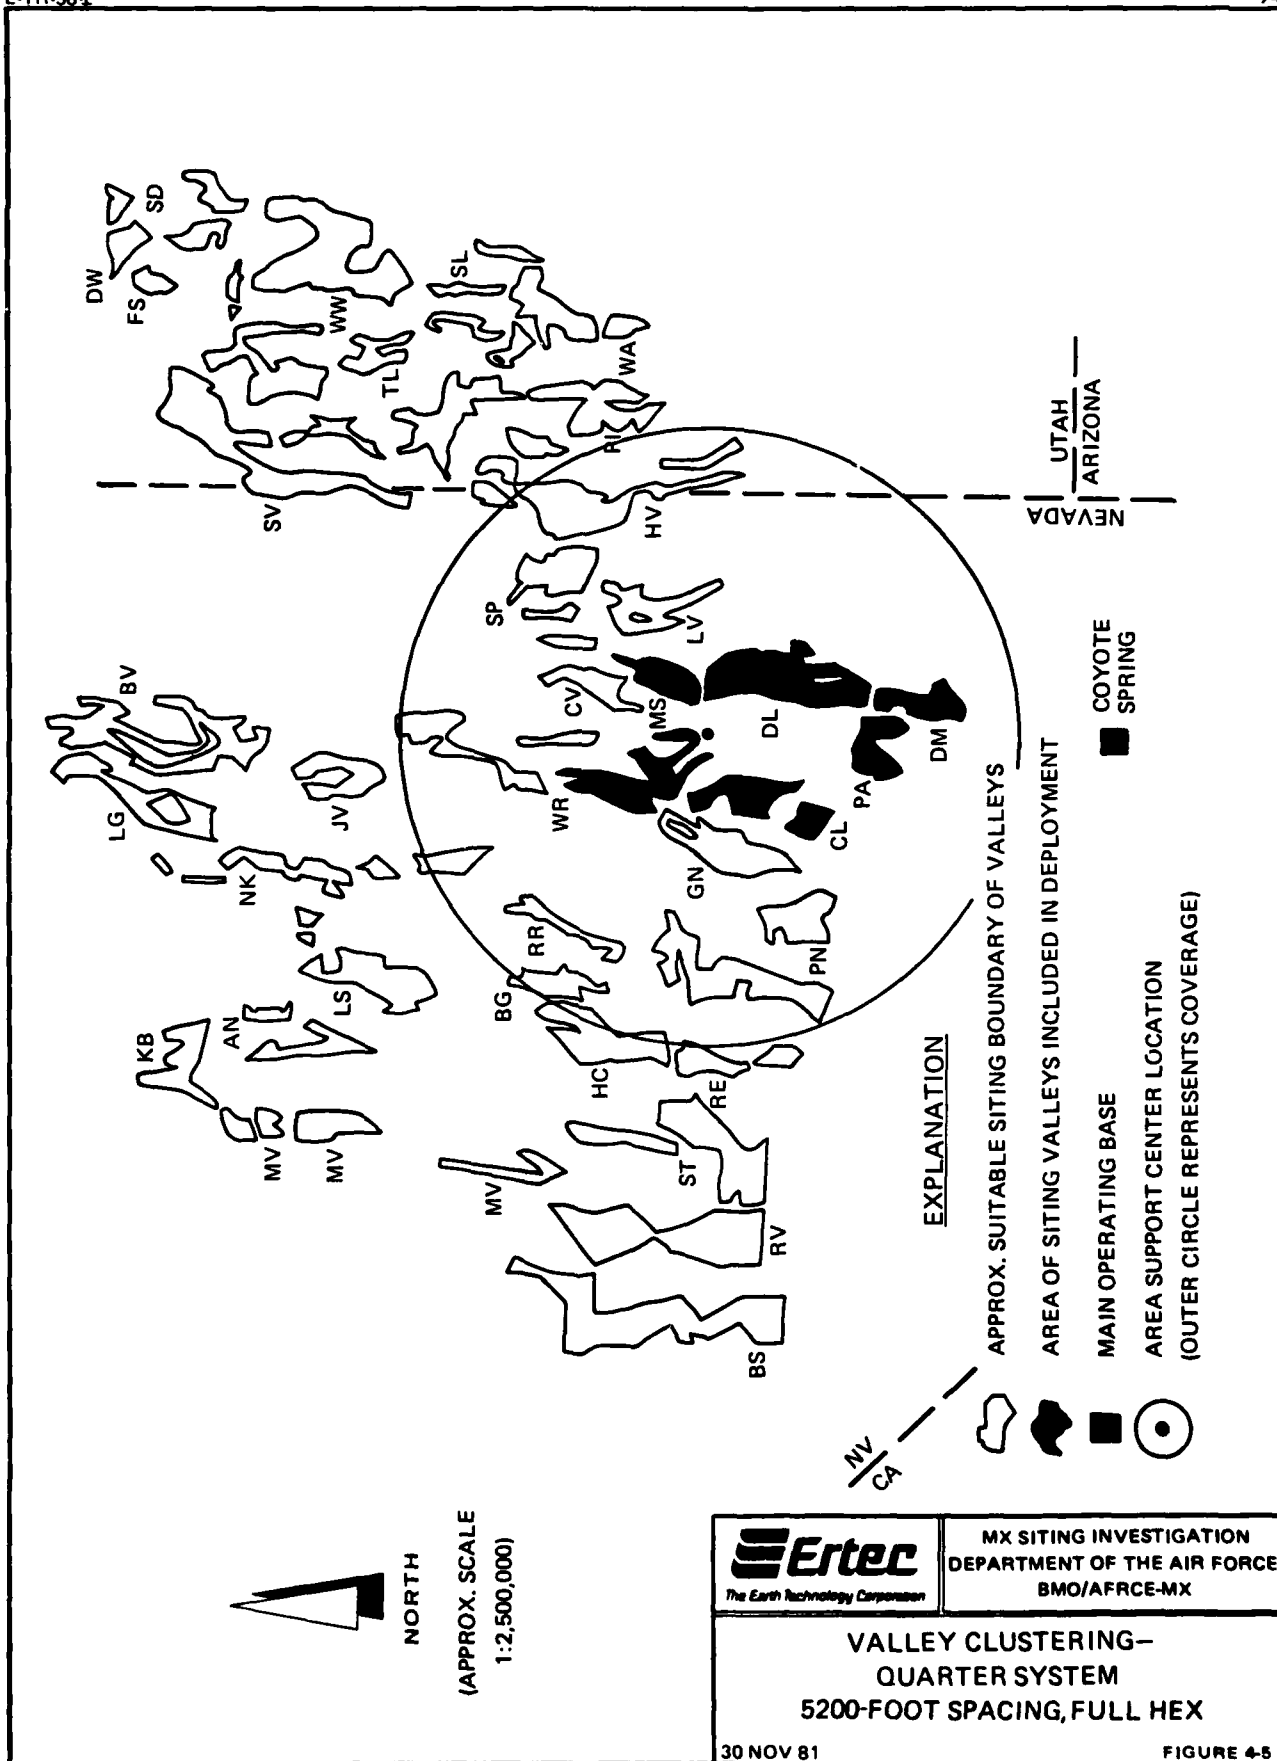 DW
SD
FS
SV
WW
TL
SL
WA
RI
HV
UTAH
ARIZONA
NEVADA
BV
LG
JV
NK
SP
LV
CV
MS
WR
DL
DM
PA
CL
GN
PN
RR
BG
LS
AN
KB
HC
RE
MV
MV
MV
ST
RV
BS
COYOTE
SPRING
NV
CA
EXPLANATION
APPROX. SUITABLE SITING BOUNDARY OF VALLEYS
AREA OF SITING VALLEYS INCLUDED IN DEPLOYMENT
MAIN OPERATING BASE
AREA SUPPORT CENTER LOCATION
(OUTER CIRCLE REPRESENTS COVERAGE)
NORTH
(APPROX. SCALE
1:2,500,000)
Ertec
The Earth Technology Corporation
MX SITING INVESTIGATION
DEPARTMENT OF THE AIR FORCE
BMO/AFRCE-MX
VALLEY CLUSTERING–
QUARTER SYSTEM
5200-FOOT SPACING, FULL HEX
30 NOV 81
FIGURE 4-5